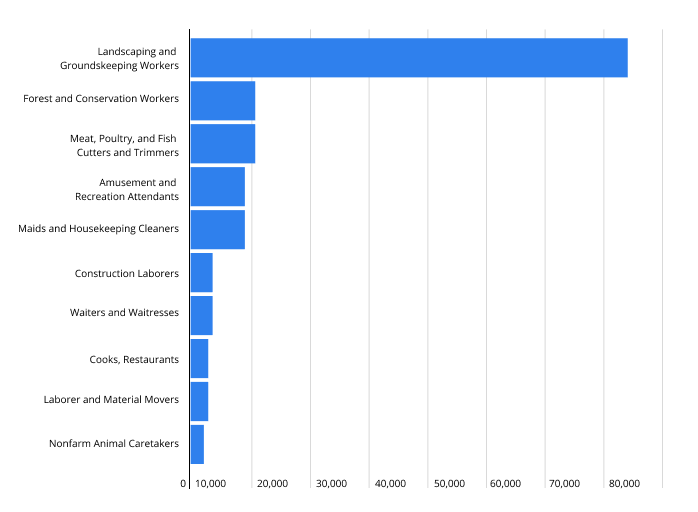 Landscaping and
Groundskeeping Workers
Forest and Conservation Workers
Meat, Poultry, and Fish
Cutters and Trimmers
Amusement and
Recreation Attendants
Maids and Housekeeping Cleaners
Construction Laborers
Waiters and Waitresses
Cooks, Restaurants
Laborer and Material Movers
Nonfarm Animal Caretakers
0 10,000 20,000 30,000 40,000 50,000 60,000 70,000 80,000